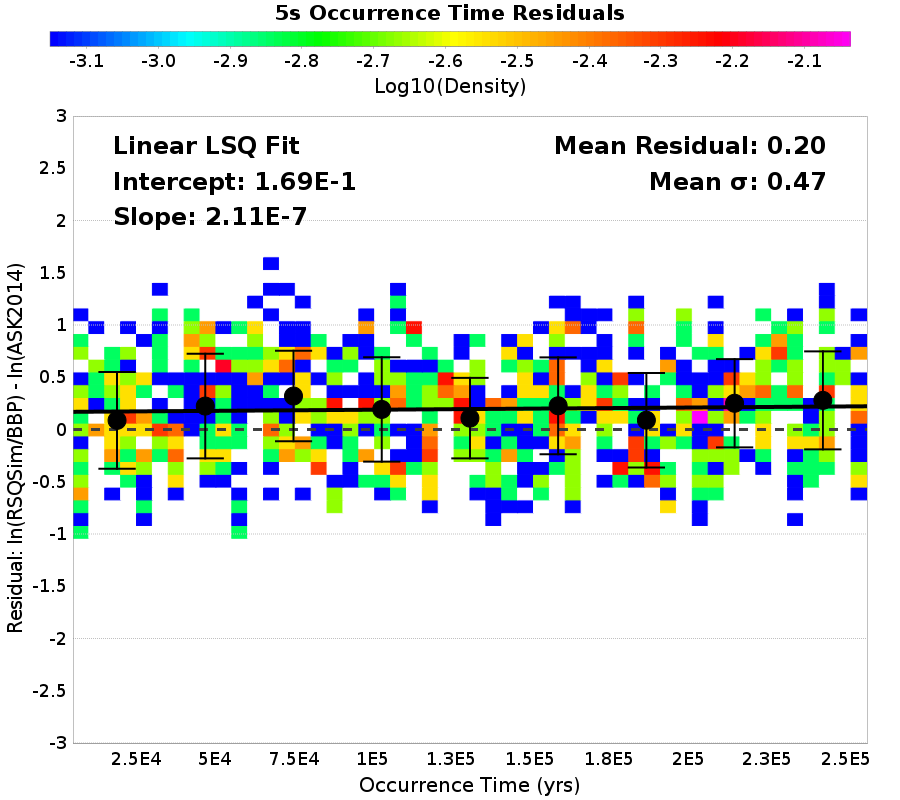 5s Occurrence Time Residuals
-3.1 -3.0 -2.9 -2.8 -2.7 -2.6 -2.5 -2.4 -2.3 -2.2 -2.1
Log10(Density)
Linear LSQ Fit
Intercept: 1.69E-1
Slope: 2.11E-7
Mean Residual: 0.20
Mean σ: 0.47
Residual: ln(RSQSim/BBP) - ln(ASK2014)
3
2.5
2
1.5
1
0.5
0
-0.5
-1
-1.5
-2
-2.5
-3
2.5E4 5E4 7.5E4 1E5 1.3E5 1.5E5 1.8E5 2E5 2.3E5 2.5E5
Occurrence Time (yrs)